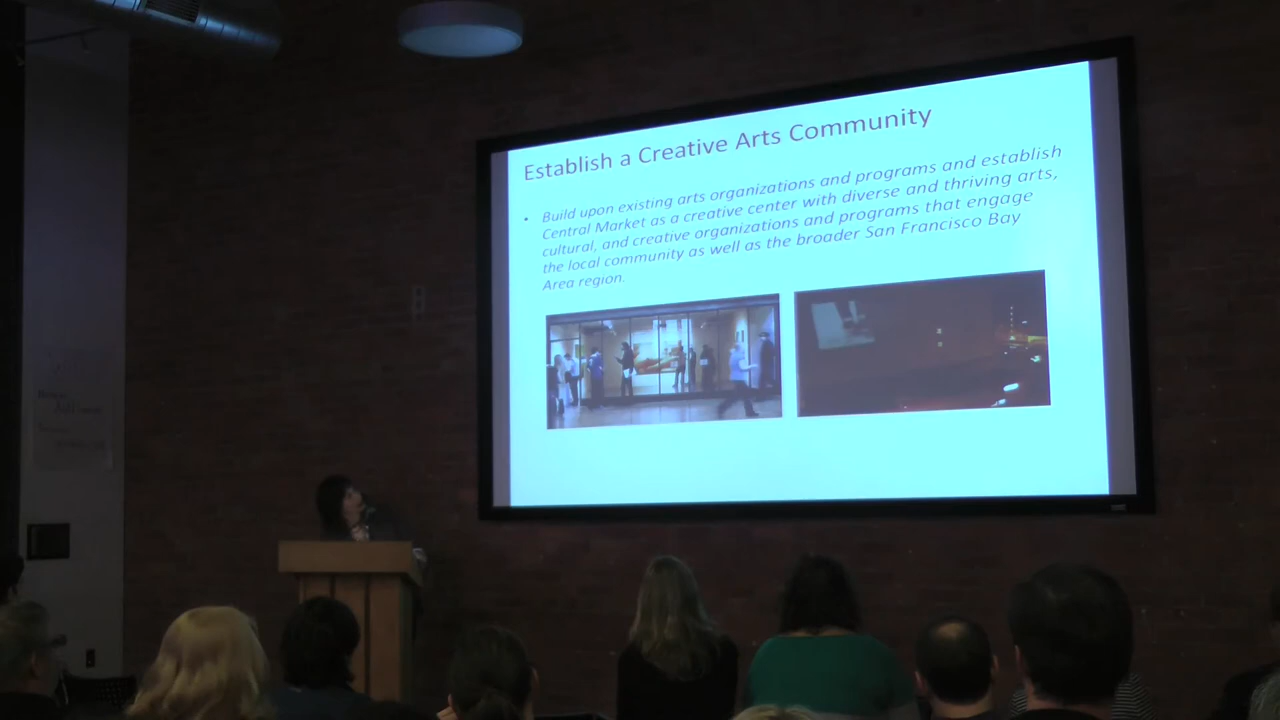 Establish a Creative Arts Community
• Build upon existing arts organizations and programs and establish
Central Market as a creative center with diverse and thriving arts,
cultural, and creative organizations and programs that engage
the local community as well as the broader San Francisco Bay
Area region.